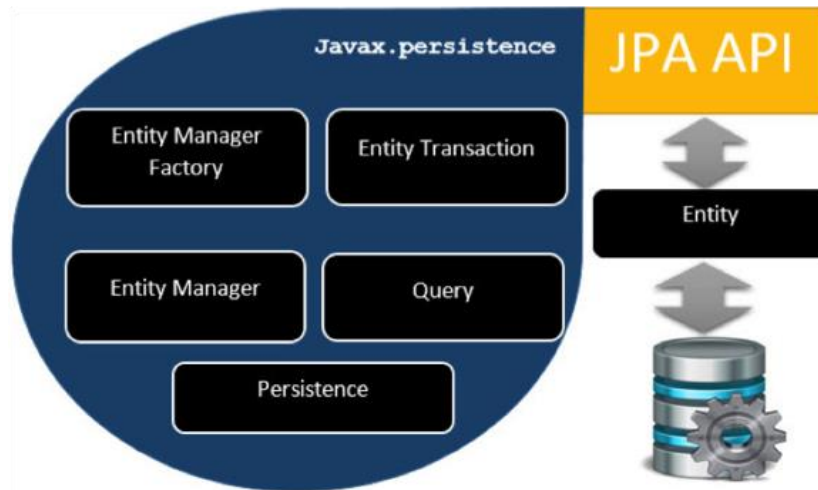 Javax.persistence
JPA API
Entity Manager
Factory
Entity Transaction
Entity
Entity Manager
Query
Persistence